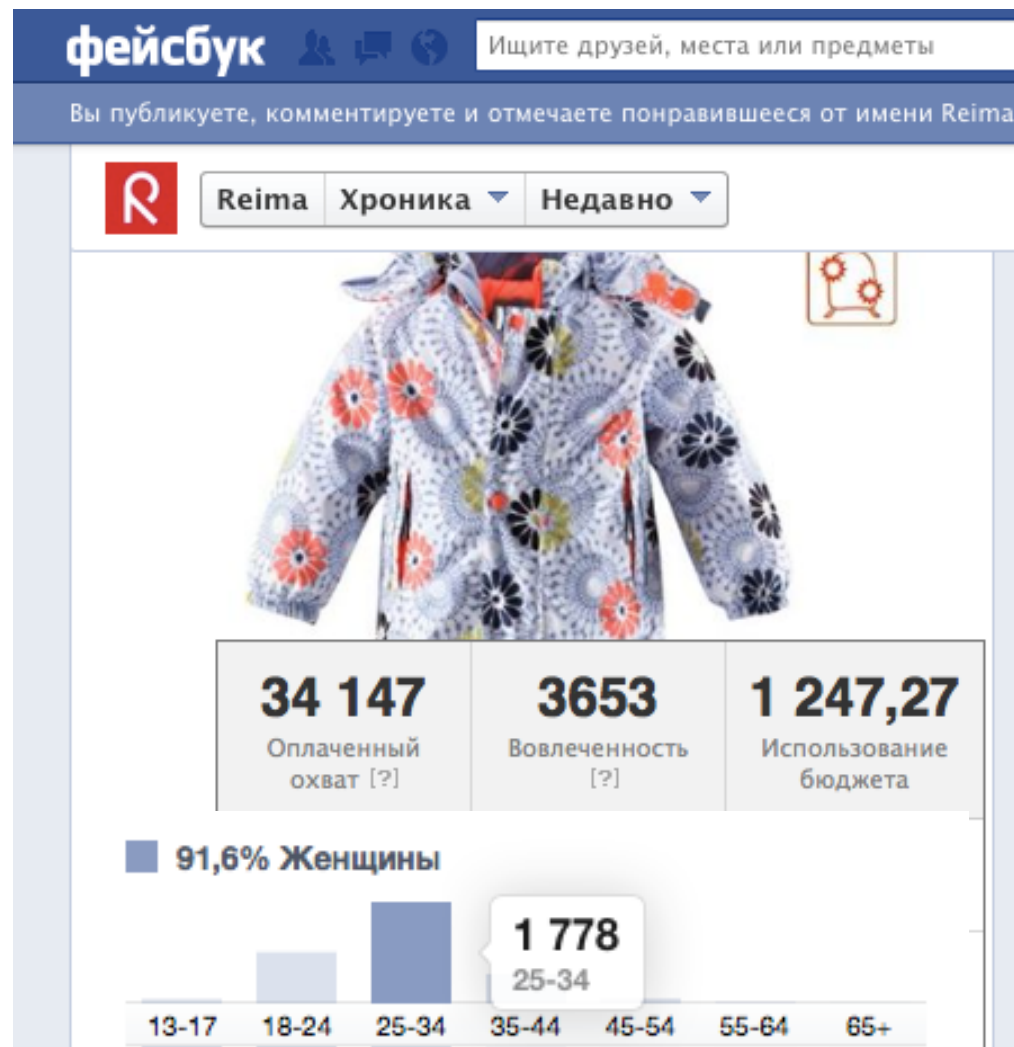 фейсбук
Ищите друзей, места или предметы
Вы публикуете, комментируете и отмечаете понравившееся от имени Reima
R
Reima Хроника Недавно
34 147 3653 1 247,27
Оплаченный Вовлеченность Использование
охват [?] [?] бюджета
91,6% Женщины
1 778
25-34
13-17 18-24 25-34 35-44 45-54 55-64 65+